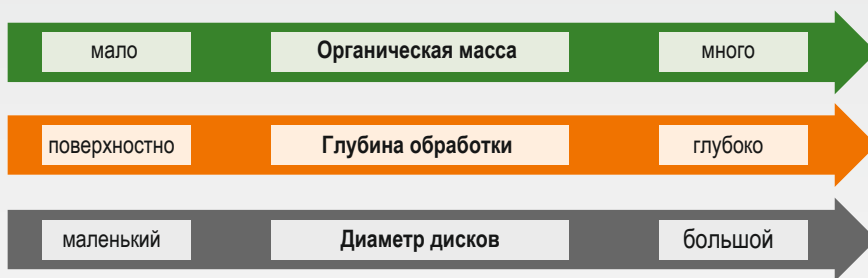 мало Органическая масса много
поверхностно Глубина обработки глубоко
маленький Диаметр дисков большой